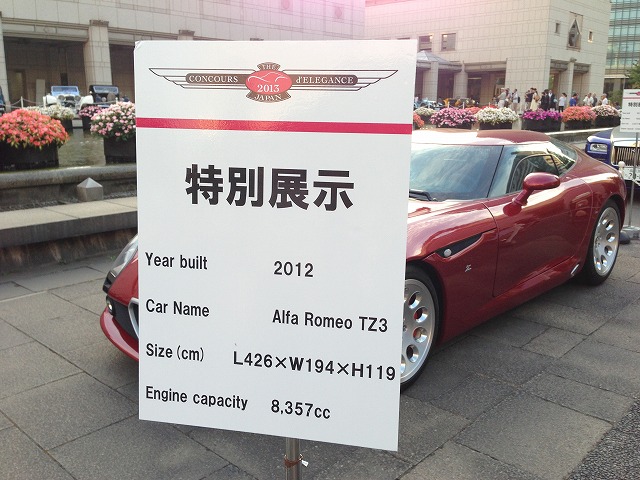 THE
CONCOURS d'ELEGANCE
2013
JAPAN
特別展示
Year built 2012
Car Name Alfa Romeo TZ3
Size(cm) L426×W194×H119
Engine capacity 8,357cc